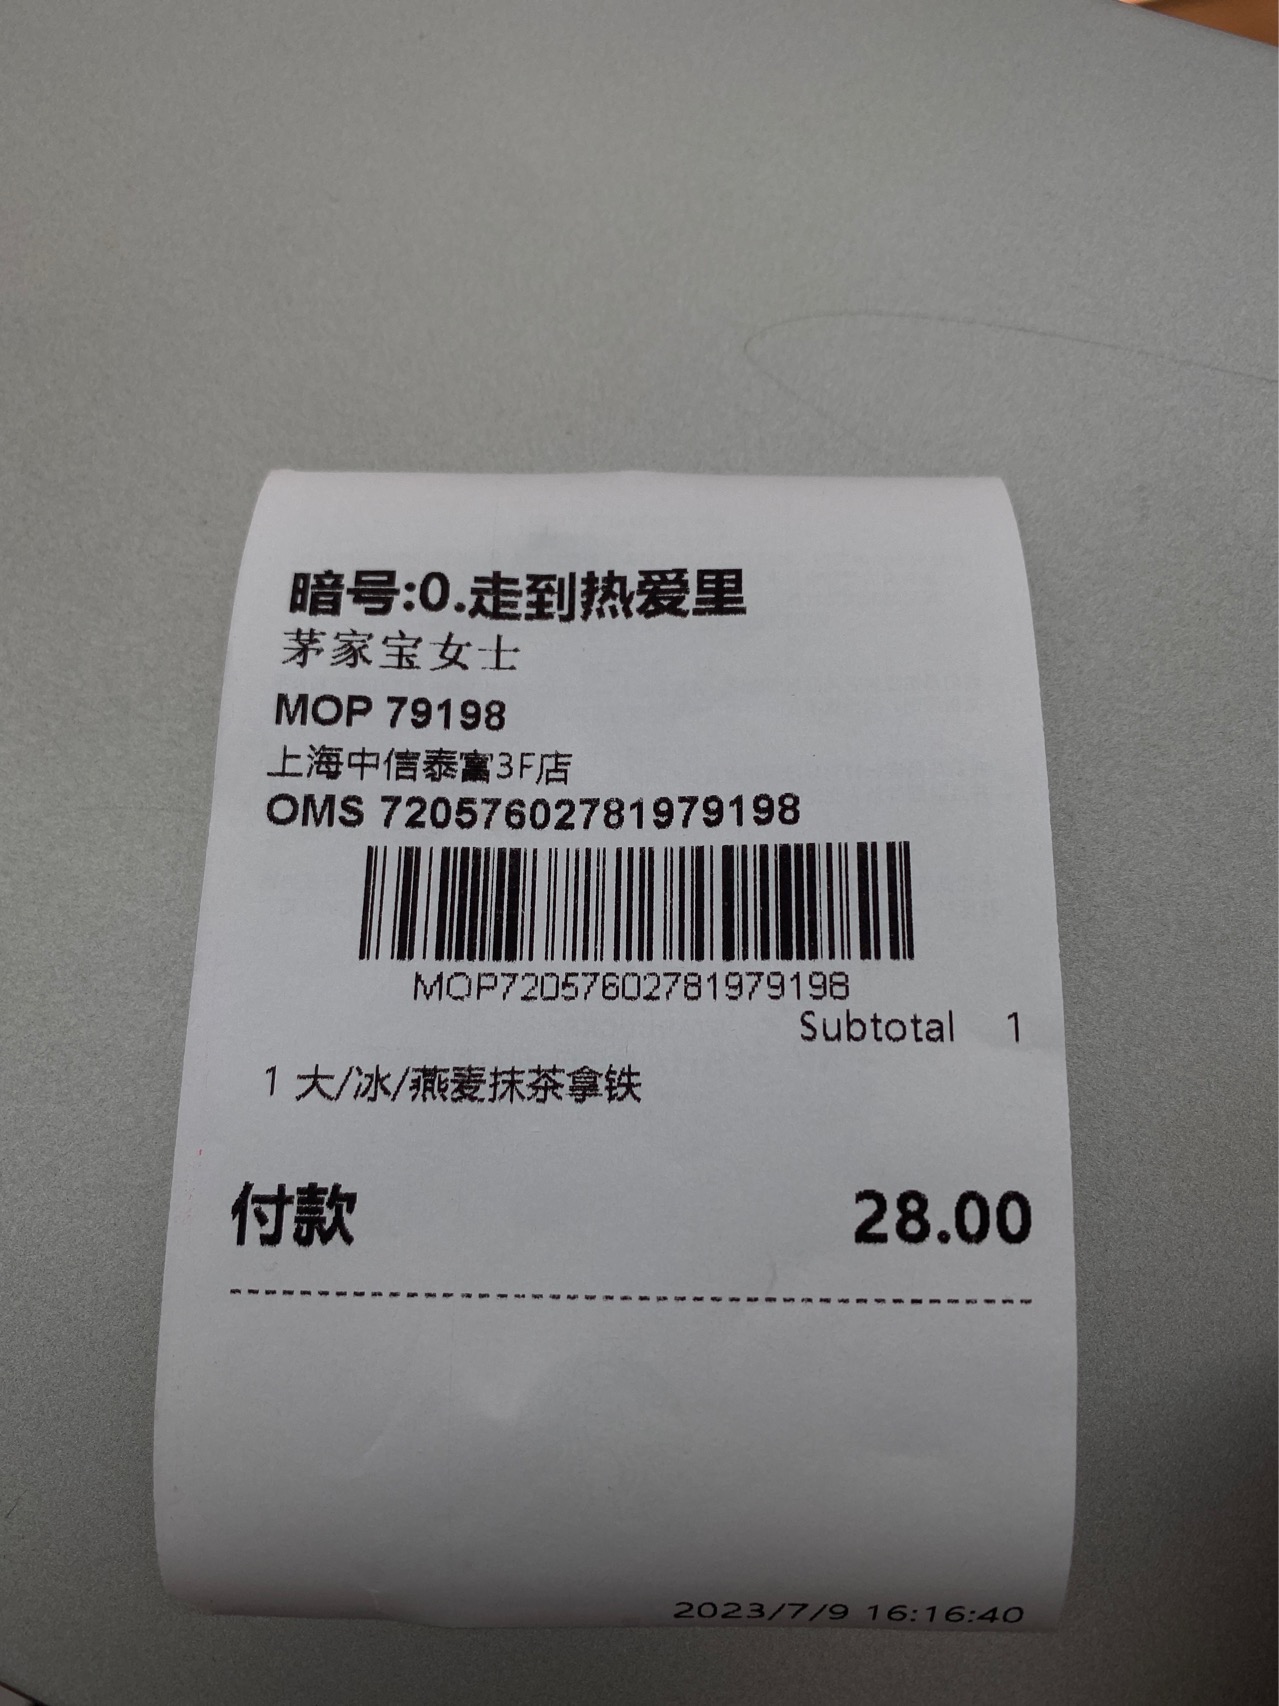 暗号:0.走到热爱里
茅家宝女士
MOP 79198
上海中信泰富3F店
OMS 72057602781979198
MOP72057602781979198
Subtotal 1
1 大/冰/燕麦抹茶拿铁
付款 28.00
2023/7/9 16:16:40